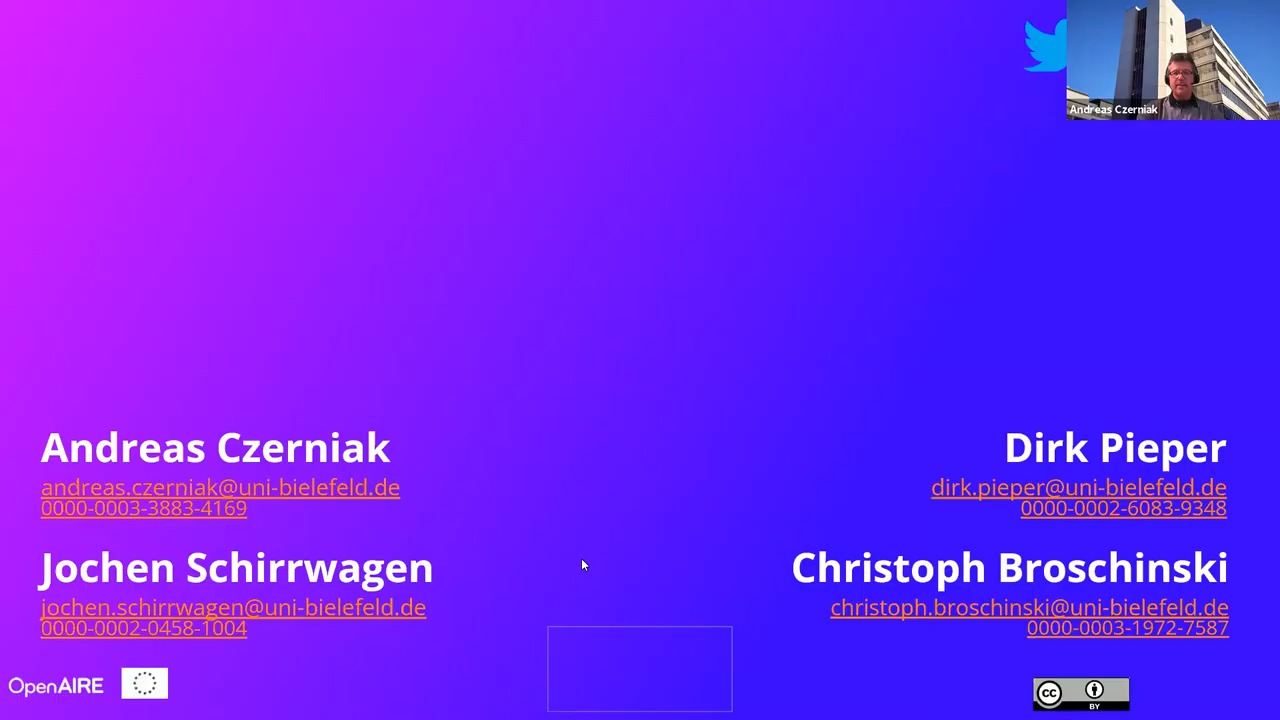 Andreas Czerniak
Andreas Czerniak
andreas.czerniak@uni-bielefeld.de
0000-0003-3883-4169
Dirk Pieper
dirk.pieper@uni-bielefeld.de
0000-0002-6083-9348
Jochen Schirrwagen
jochen.schirrwagen@uni-bielefeld.de
0000-0002-0458-1004
Christoph Broschinski
christoph.broschinski@uni-bielefeld.de
0000-0003-1972-7587
OpenAIRE
cc
BY